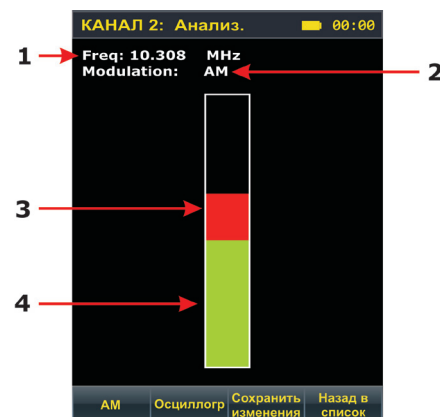 КАНАЛ 2: Анализ. 00:00
1 Freq: 10.308 MHz
Modulation: AM 2
3
4
AM Осциллогр Сохранить изменения Назад в список